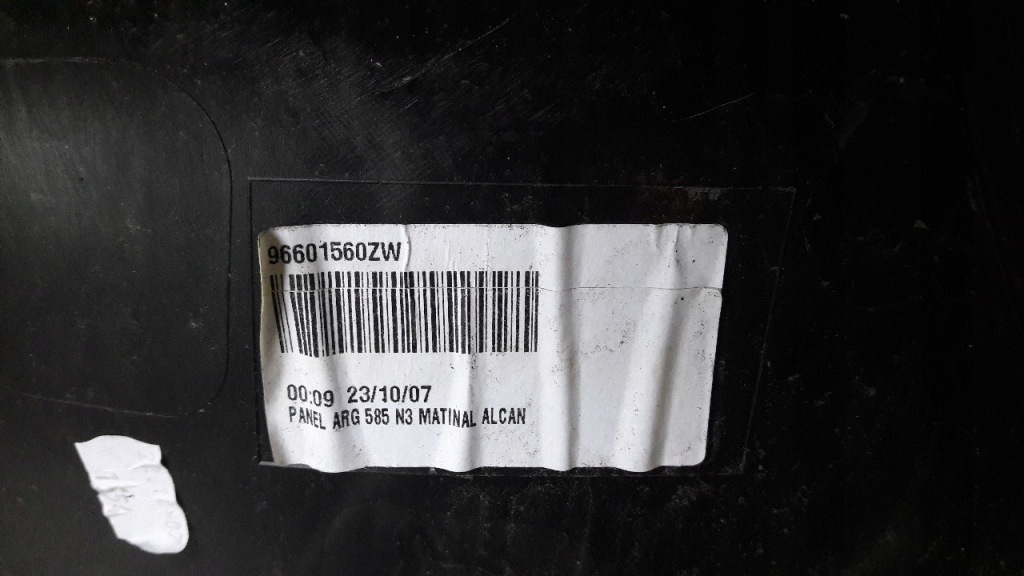 96601560ZW
00:09 23/10/07
PANEL ARG 585 N3 MATINAL ALCAN